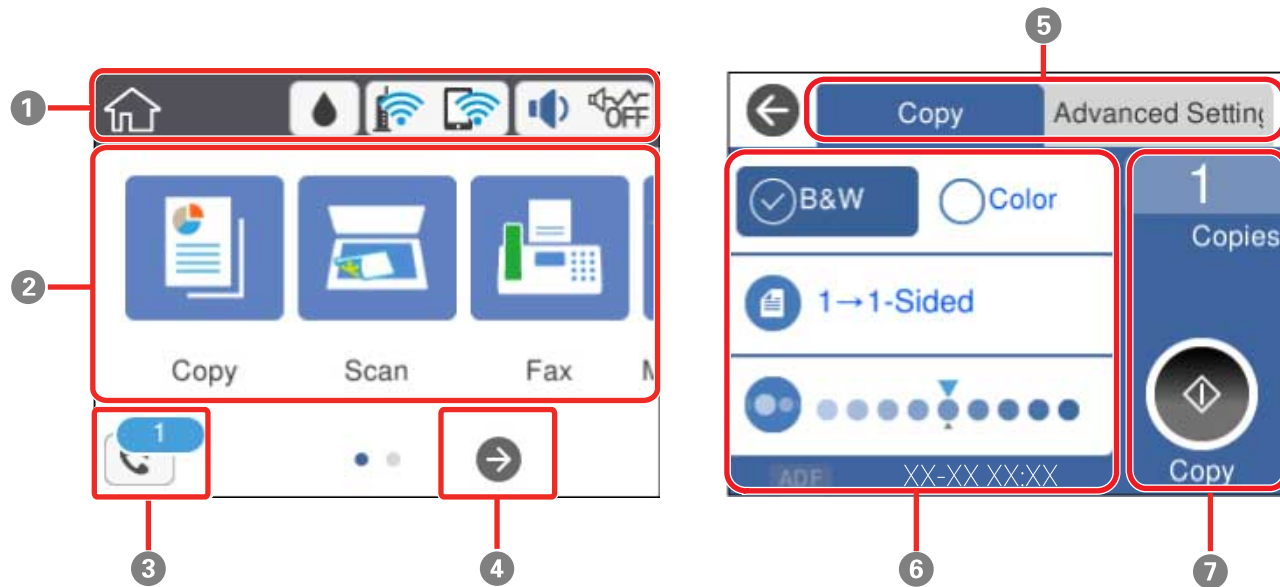 5
1
OFF
Copy
Advanced Setting
2
B&W
Color
1
Copies
1→1-Sided
Copy
Scan
Fax
M
1
ADF
XX-XX XX:XX
Copy
3
4
6
7